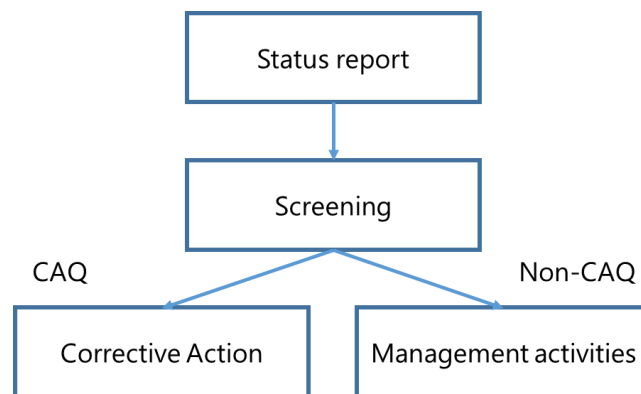 Status report
Screening
CAQ
Non-CAQ
Corrective Action
Management activities